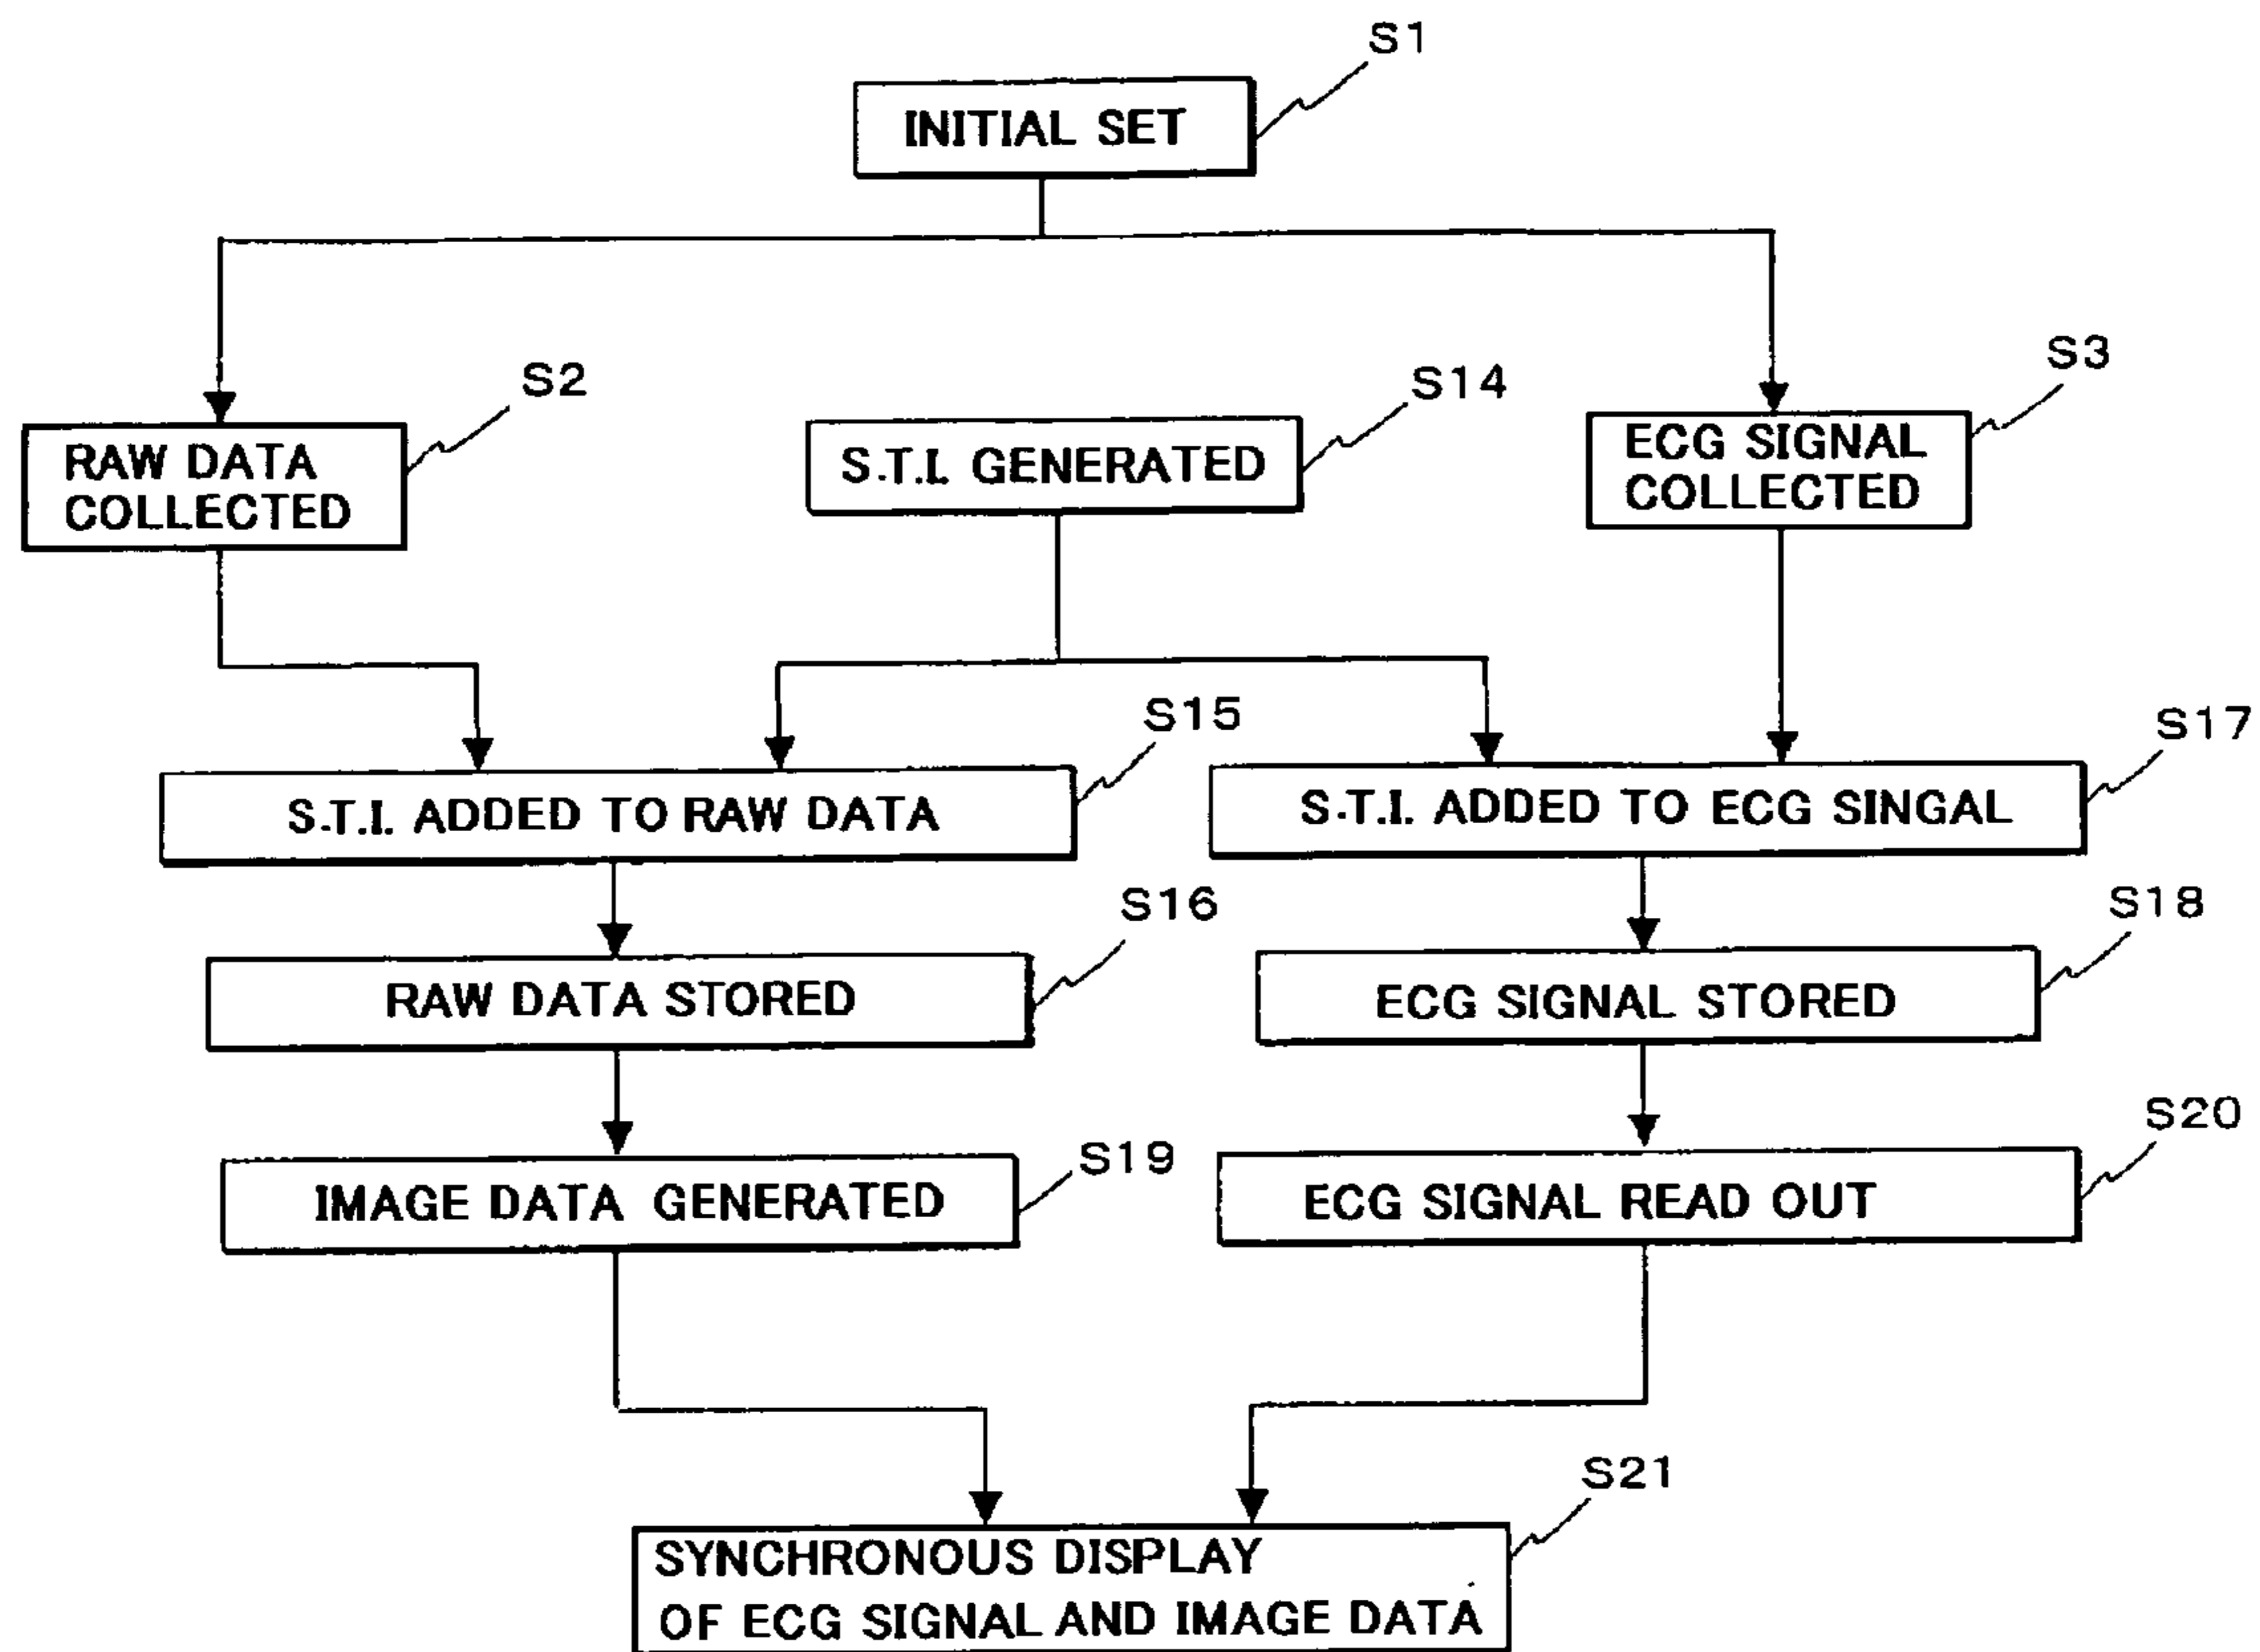 S1
INITIAL SET
S2
S14
S3
RAW DATA
COLLECTED
S.T.I. GENERATED
ECG SIGNAL
COLLECTED
S15
S17
S.T.I. ADDED TO RAW DATA
S.T.I. ADDED TO ECG SINGAL
S16
S18
RAW DATA STORED
ECG SIGNAL STORED
S19
S20
IMAGE DATA GENERATED
ECG SIGNAL READ OUT
S21
SYNCHRONOUS DISPLAY
OF ECG SIGNAL AND IMAGE DATA